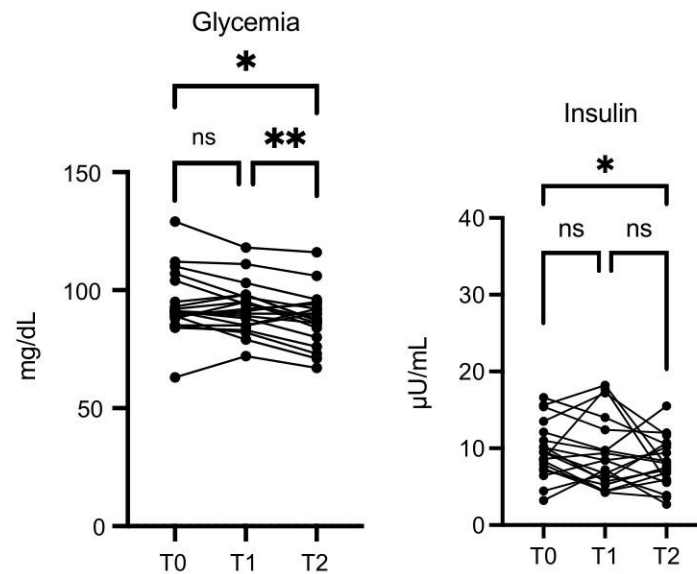 Glycemia
*
ns
**
mg/dL
150
100
50
0
T0 T1 T2
Insulin
*
ns ns
µU/mL
40
30
20
10
0
T0 T1 T2